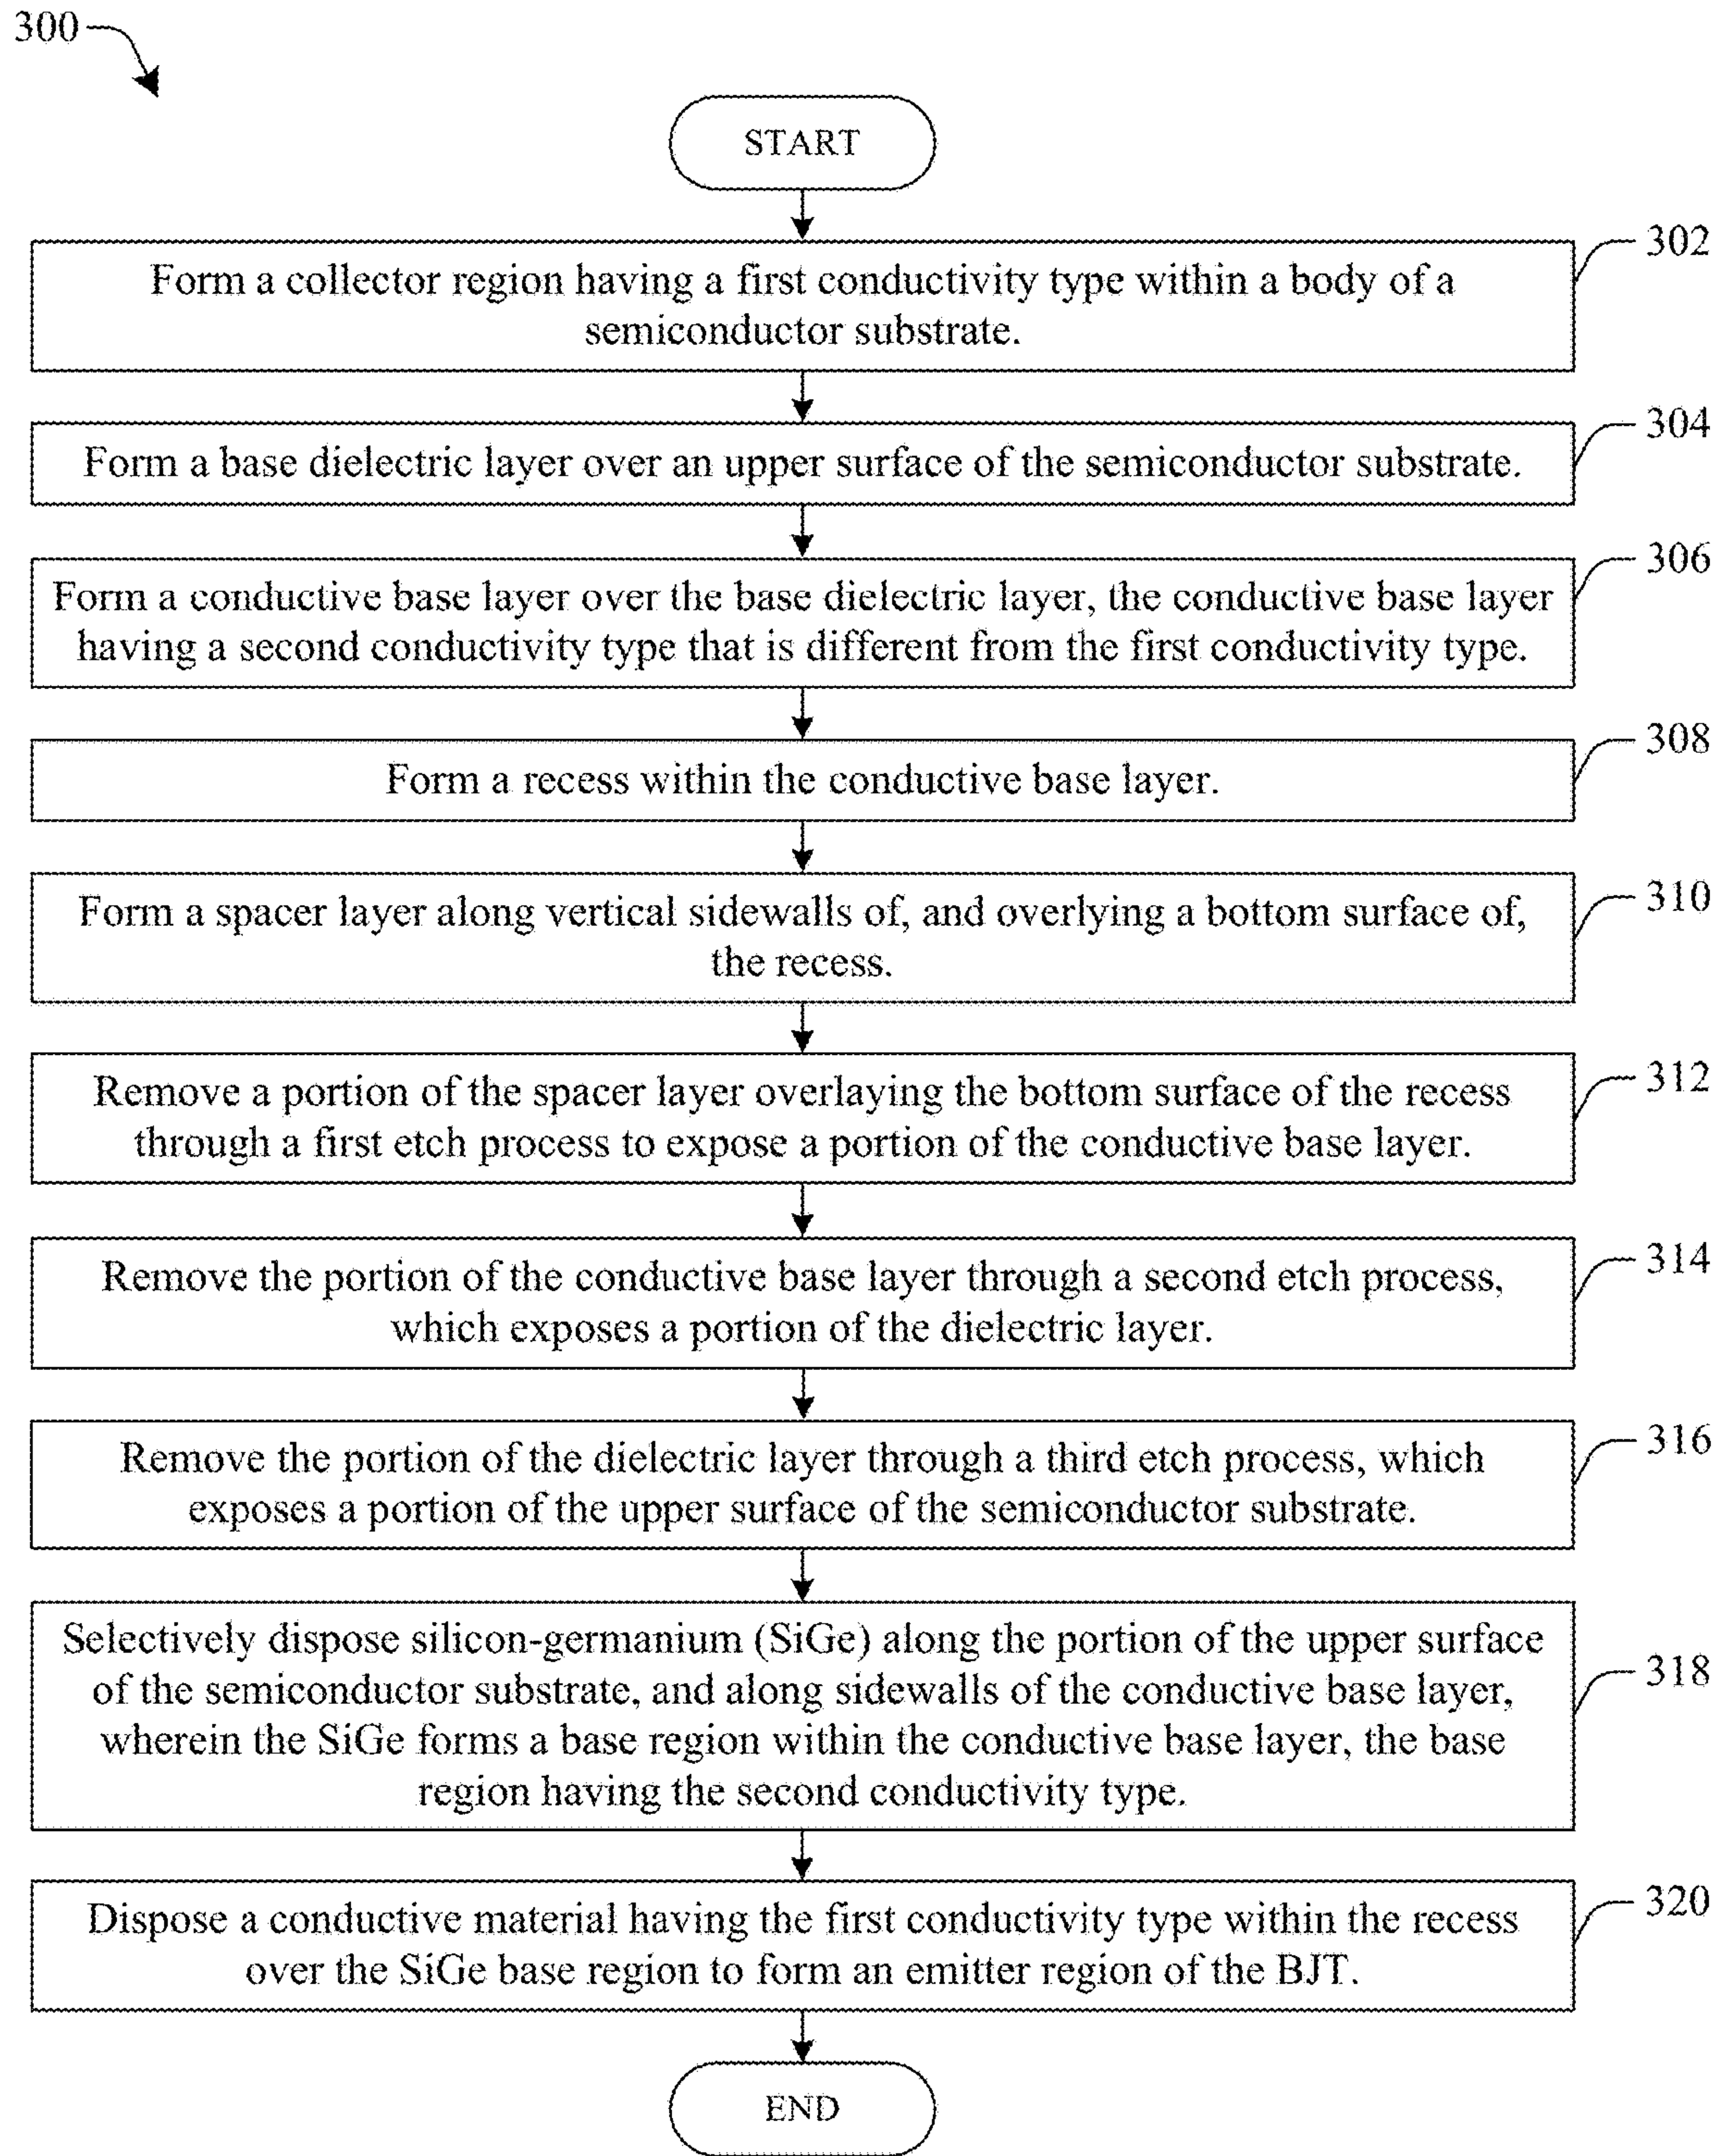 300
START
302
Form a collector region having a first conductivity type within a body of a
semiconductor substrate.
304
Form a base dielectric layer over an upper surface of the semiconductor substrate.
306
Form a conductive base layer over the base dielectric layer, the conductive base layer
having a second conductivity type that is different from the first conductivity type.
308
Form a recess within the conductive base layer.
310
Form a spacer layer along vertical sidewalls of, and overlying a bottom surface of,
the recess.
312
Remove a portion of the spacer layer overlaying the bottom surface of the recess
through a first etch process to expose a portion of the conductive base layer.
314
Remove the portion of the conductive base layer through a second etch process,
which exposes a portion of the dielectric layer.
316
Remove the portion of the dielectric layer through a third etch process, which
exposes a portion of the upper surface of the semiconductor substrate.
318
Selectively dispose silicon-germanium (SiGe) along the portion of the upper surface
of the semiconductor substrate, and along sidewalls of the conductive base layer,
wherein the SiGe forms a base region within the conductive base layer, the base
region having the second conductivity type.
320
Dispose a conductive material having the first conductivity type within the recess
over the SiGe base region to form an emitter region of the BJT.
END